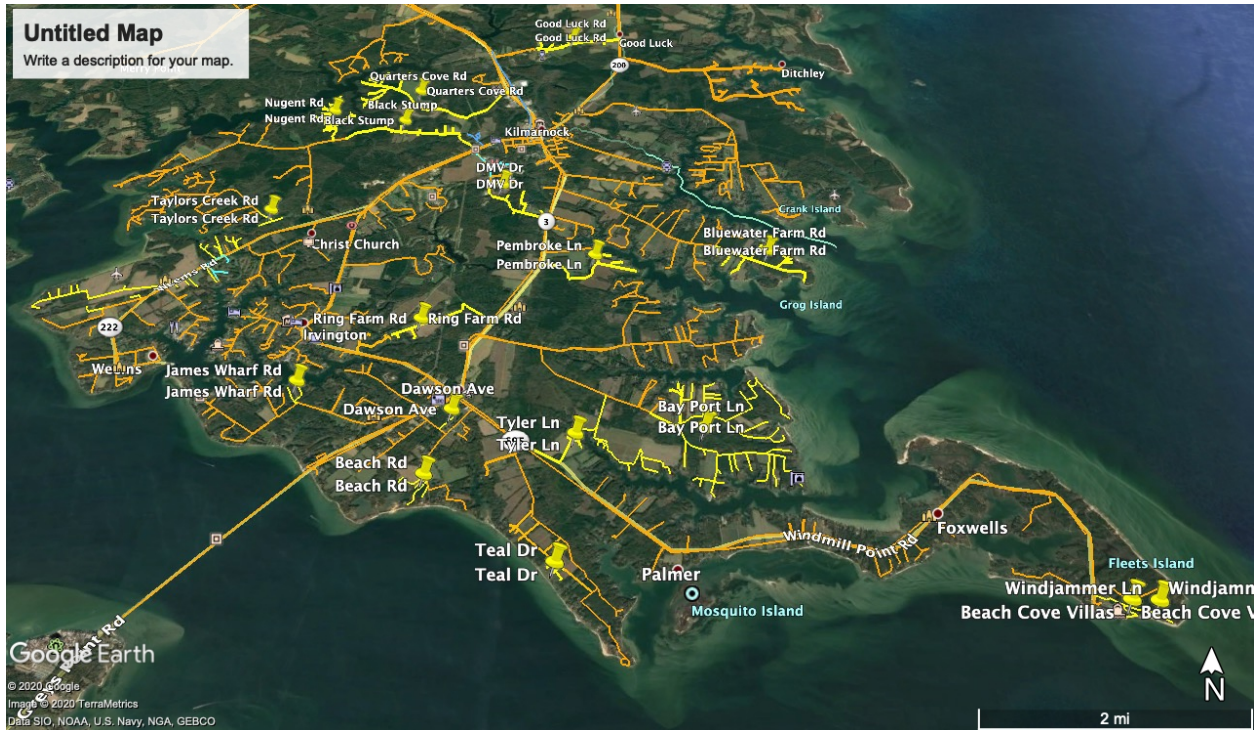 Untitled Map
Write a description for your map.
Good Luck Rd
Good Luck Rd
Good Luck
200
Ditchley
Quarters Cove Rd
Quarters Cove Rd
Nugent Rd
Black Stump
Nugent Rd
Black Stump
Kilmarnock
DMV Dr
DMV Dr
Taylors Creek Rd
Taylors Creek Rd
Crank Island
3
Christ Church
Pembroke Ln
Pembroke Ln
Bluewater Farm Rd
Bluewater Farm Rd
Grog Island
Ring Farm Rd
Ring Farm Rd
Irvington
222
James Wharf Rd
James Wharf Rd
Dawson Ave
Dawson Ave
Tyler Ln
Tyler Ln
Bay Port Ln
Bay Port Ln
Beach Rd
Beach Rd
Foxwells
Windmill Point Rd
Teal Dr
Teal Dr
Palmer
Mosquito Island
Fleets Island
Windjammer Ln
Beach Cove Villas
Beach Cove V
Google Earth
© 2020 Google
Image © 2020 TerraMetrics
Data SIO, NOAA, U.S. Navy, NGA, GEBCO
N
2 mi